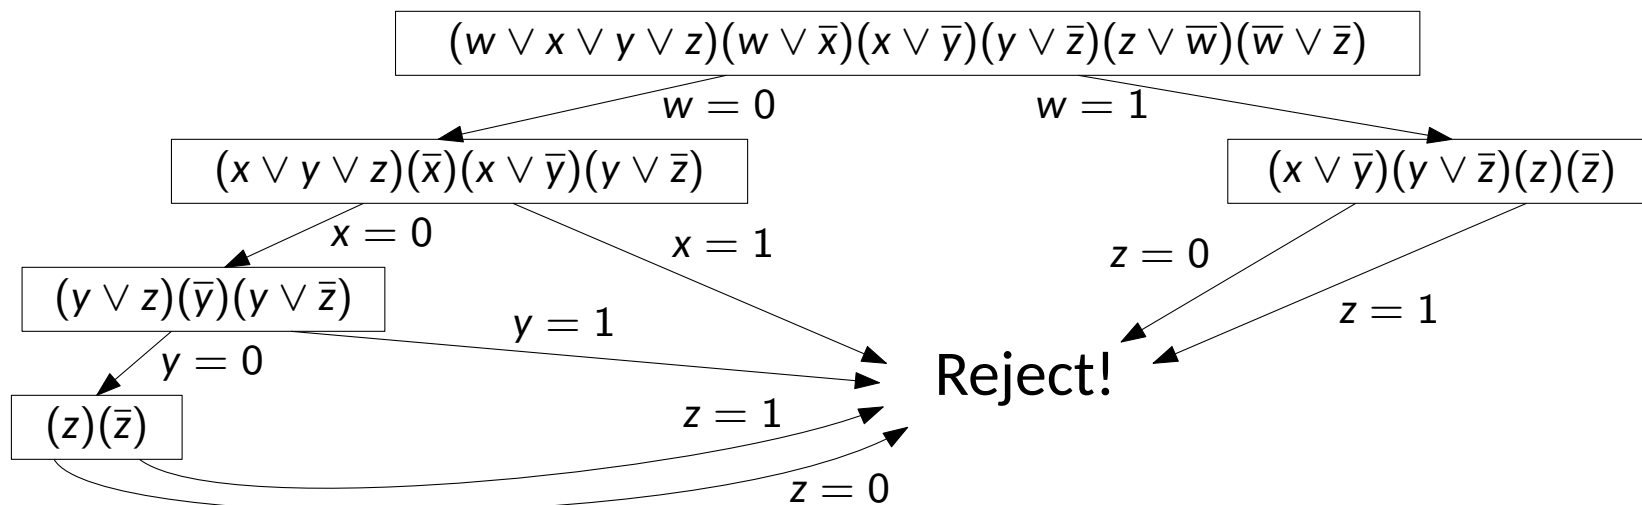 (w ∨ x ∨ y ∨ z)(w ∨ x̅)(x ∨ y̅)(y ∨ z̅)(z ∨ w̅)(w̅ ∨ z̅)
w = 0
w = 1
(x ∨ y ∨ z)(x̅)(x ∨ y̅)(y ∨ z̅)
(x ∨ y̅)(y ∨ z̅)(z)(z̅)
x = 0
x = 1
z = 0
(y ∨ z)(y̅)(y ∨ z̅)
y = 1
z = 1
y = 0
Reject!
(z)(z̅)
z = 1
z = 0